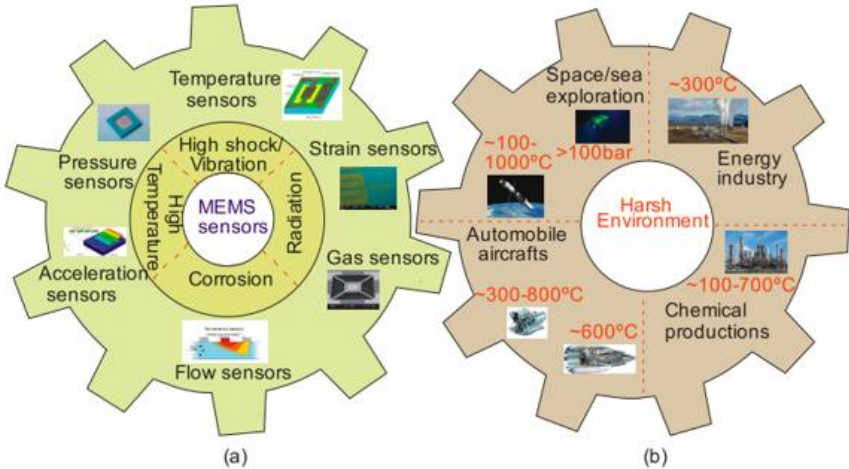 Temperature
sensors
Pressure
sensors
High shock/
Vibration
Strain sensors
High
Temperature
MEMS
sensors
Radiation
Acceleration
sensors
Corrosion
Gas sensors
Flow sensors
(a)
Space/sea
exploration
~300ºC
~100-
1000ºC
>100bar
Energy
industry
Harsh
Environment
Automobile
aircrafts
~100-700ºC
~300-800ºC
Chemical
productions
~600ºC
(b)